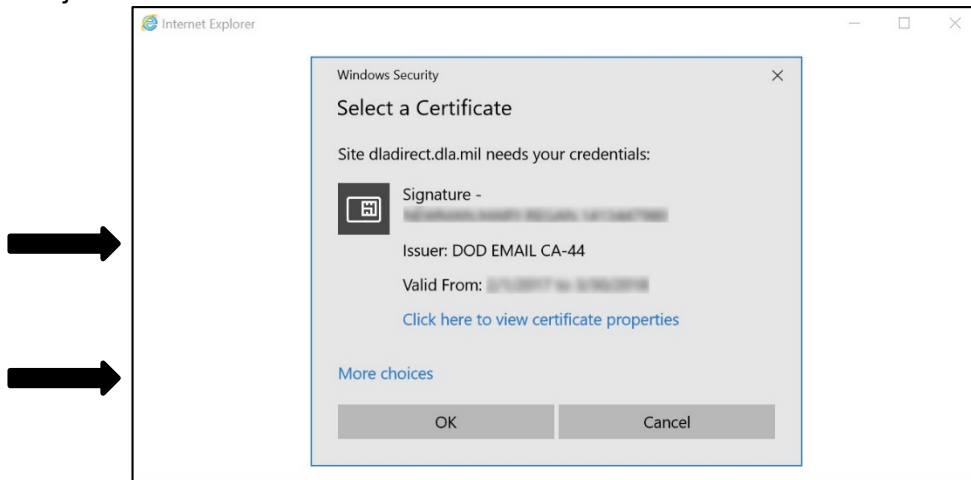 Internet Explorer
Windows Security
Select a Certificate
Site dladirect.dla.mil needs your credentials:
Signature -
Issuer: DOD EMAIL CA-44
Valid From:
Click here to view certificate properties
More choices
OK
Cancel